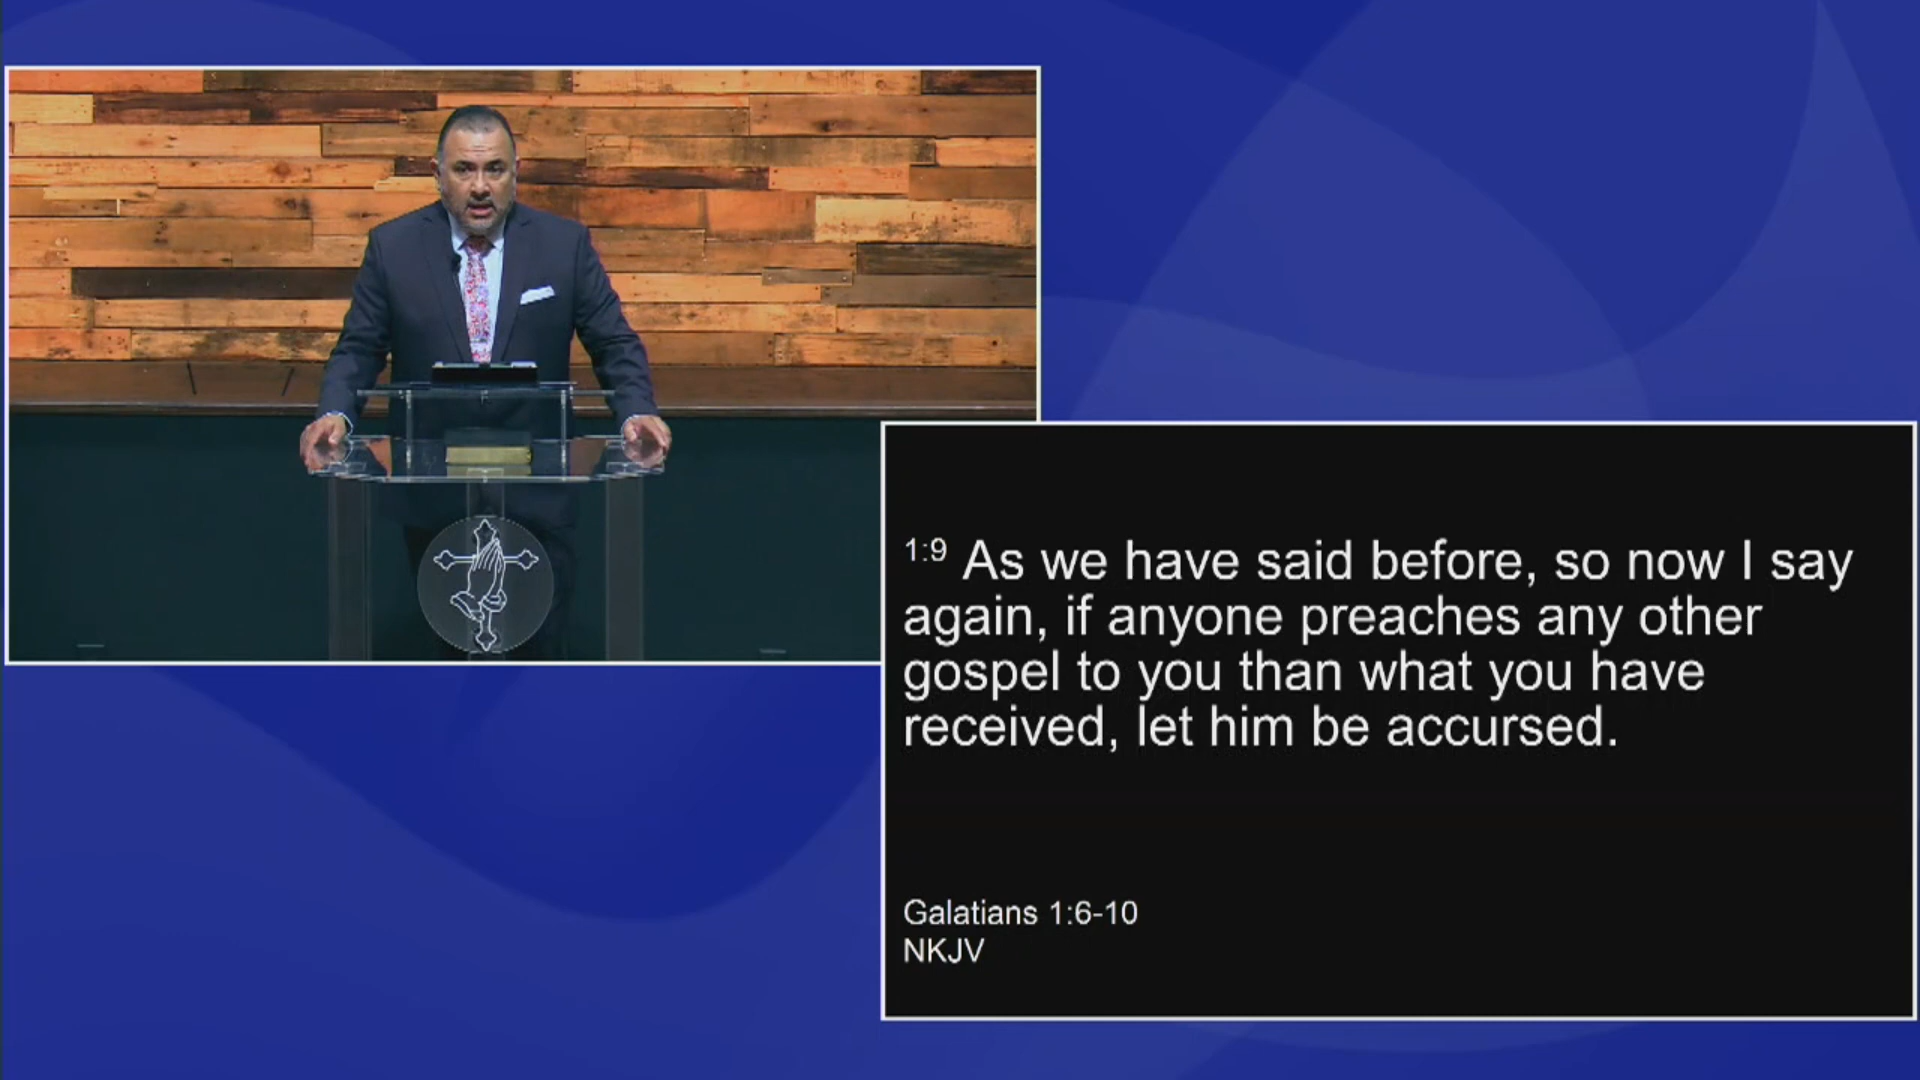 1:9 As we have said before, so now I say
again, if anyone preaches any other
gospel to you than what you have
received, let him be accursed.
Galatians 1:6-10
NKJV